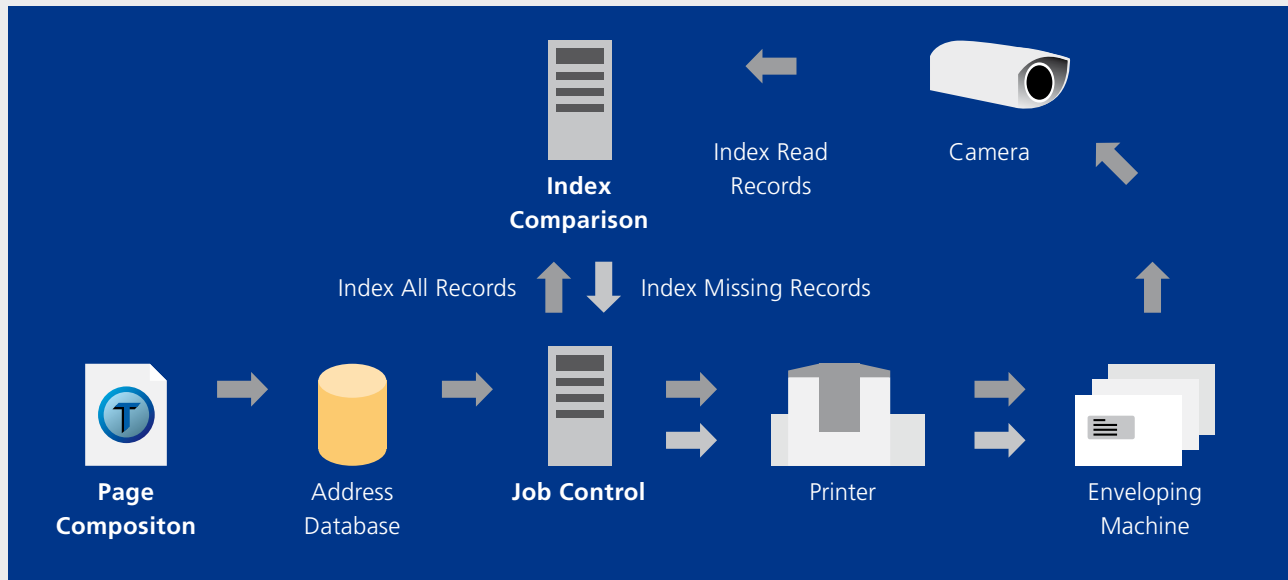 Index Read
Records
Camera
Index
Comparison
Index All Records
Index Missing Records
T
Page
Compositon
Address
Database
Job Control
Printer
Enveloping
Machine